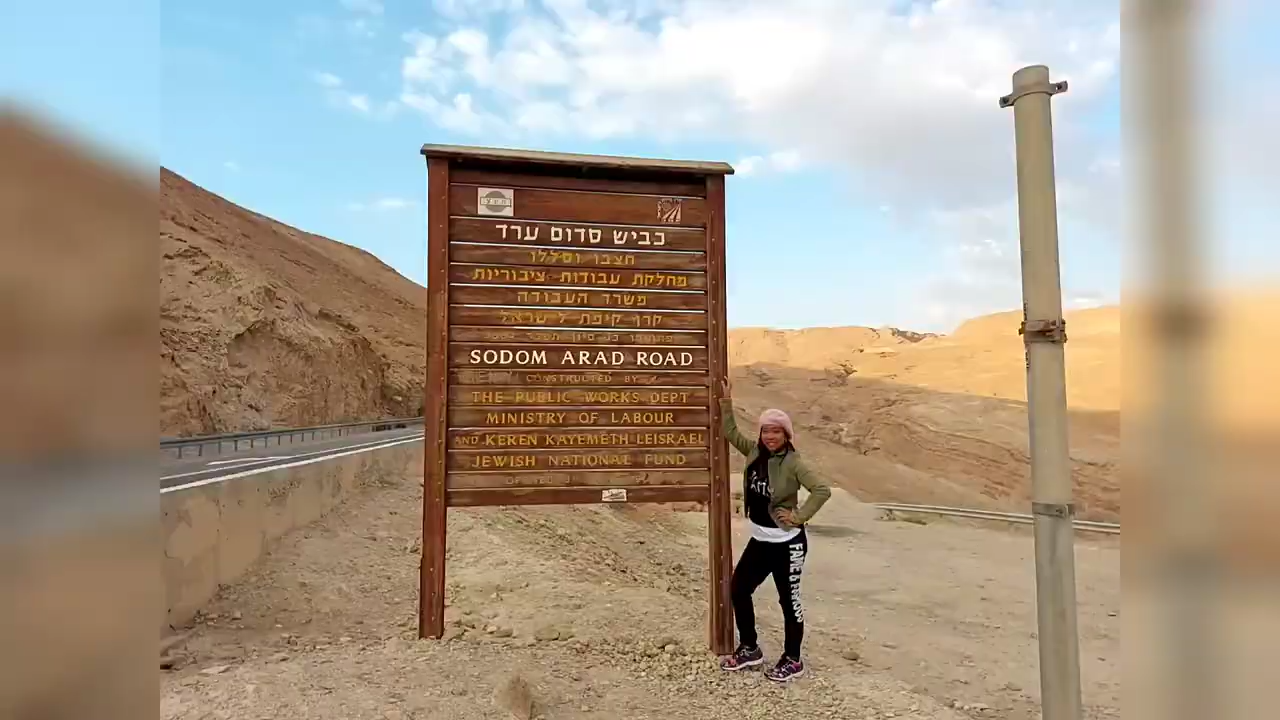 כביש סדום ערד
חצבו וסללו
מחלקת עבודות ציבוריות
משרד העבודה
קרן קימת לישראל
SODOM ARAD ROAD
CONSTRUCTED BY
THE PUBLIC WORKS DEPT
MINISTRY OF LABOUR
AND KEREN KAYEMETH LEISRAEL
JEWISH NATIONAL FUND
FAME &